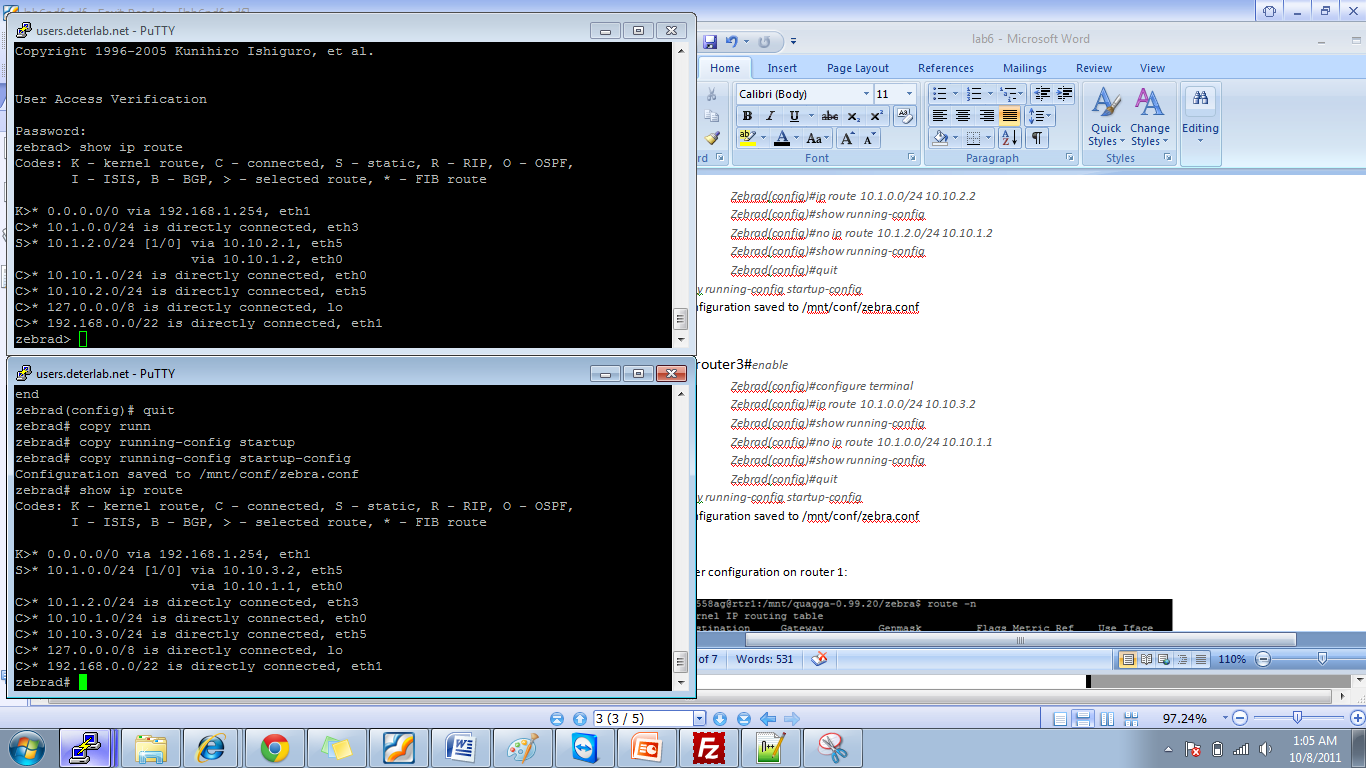 users.deterlab.net - PuTTY
Copyright 1996-2005 Kunihiro Ishiguro, et al.
User Access Verification
Password:
zebrad> show ip route
Codes: K - kernel route, C - connected, S - static, R - RIP, O - OSPF,
I - ISIS, B - BGP, > - selected route, * - FIB route
K>* 0.0.0.0/0 via 192.168.1.254, eth1
C>* 10.1.0.0/24 is directly connected, eth3
S>* 10.1.2.0/24 [1/0] via 10.10.2.1, eth5
via 10.10.1.2, eth0
C>* 10.10.1.0/24 is directly connected, eth0
C>* 10.10.2.0/24 is directly connected, eth5
C>* 127.0.0.0/8 is directly connected, lo
C>* 192.168.0.0/22 is directly connected, eth1
zebrad>
users.deterlab.net - PuTTY
end
zebrad(config)# quit
zebrad# copy runn
zebrad# copy running-config startup
zebrad# copy running-config startup-config
Configuration saved to /mnt/conf/zebra.conf
zebrad# show ip route
Codes: K - kernel route, C - connected, S - static, R - RIP, O - OSPF,
I - ISIS, B - BGP, > - selected route, * - FIB route
K>* 0.0.0.0/0 via 192.168.1.254, eth1
S>* 10.1.0.0/24 [1/0] via 10.10.3.2, eth5
via 10.10.1.1, eth0
C>* 10.1.2.0/24 is directly connected, eth3
C>* 10.10.1.0/24 is directly connected, eth0
C>* 10.10.3.0/24 is directly connected, eth5
C>* 127.0.0.0/8 is directly connected, lo
C>* 192.168.0.0/22 is directly connected, eth1
zebrad#
lab6 - Microsoft Word
Home Insert Page Layout References Mailings Review View
Calibri (Body) 11
B I U abc X₂ X² Aa
ab A Aa A A
Quick Styles
Change Styles
Editing
rd Font Paragraph Styles
Zebrad(config)#ip route 10.1.0.0/24 10.10.2.2
Zebrad(config)#show running-config
Zebrad(config)#no ip route 10.1.2.0/24 10.10.1.2
Zebrad(config)#show running-config
Zebrad(config)#quit
y running-config startup-config
nfiguration saved to /mnt/conf/zebra.conf
router3#enable
Zebrad(config)#configure terminal
Zebrad(config)#ip route 10.1.0.0/24 10.10.3.2
Zebrad(config)#show running-config
Zebrad(config)#no ip route 10.1.0.0/24 10.10.1.1
Zebrad(config)#show running-config
Zebrad(config)#quit
y running-config startup-config
nfiguration saved to /mnt/conf/zebra.conf
er configuration on router 1:
558ag@rtr1:/mnt/quagga-0.99.20/zebra$ route -n
rnel IP routing table
stination Gateway Genmask Flags Metric Ref Use Iface
of 7 Words: 531 110%
3 (3 / 5) 97.24%
1:05 AM
10/8/2011